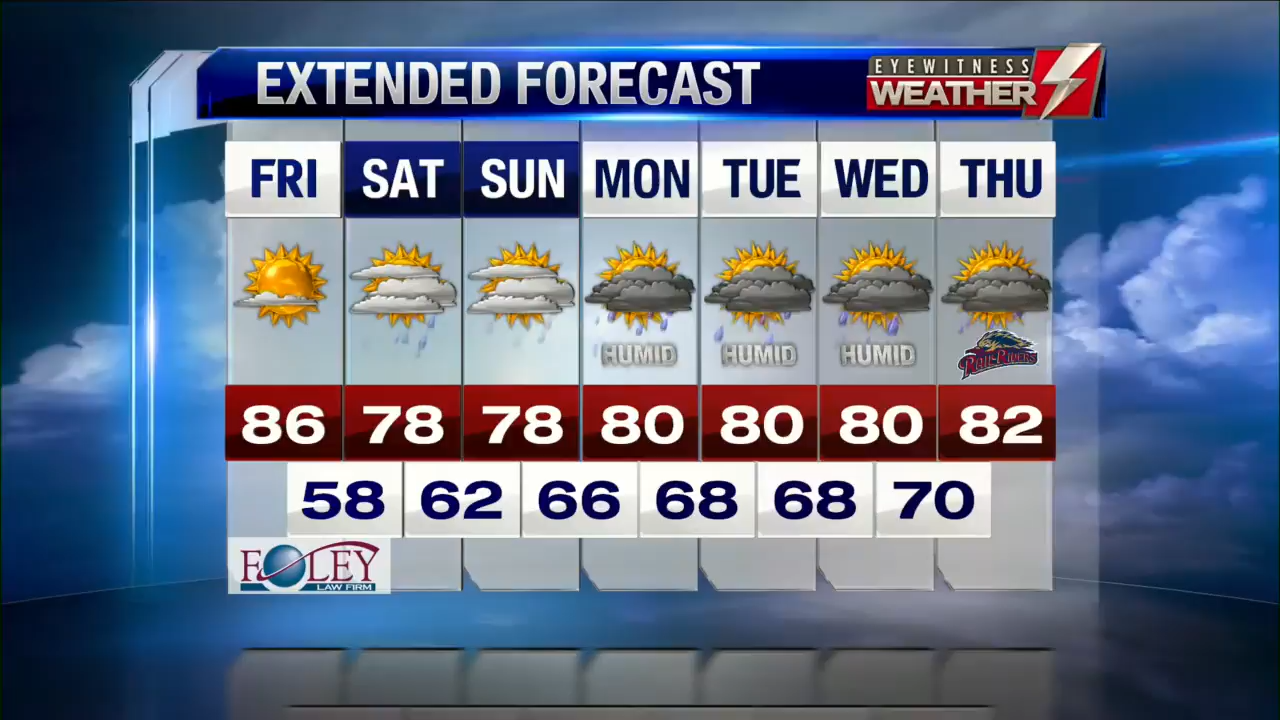 EXTENDED FORECAST
EYEWITNESS
WEATHER
FRI SAT SUN MON TUE WED THU
HUMID HUMID HUMID
RAILRIDERS
86 78 78 80 80 80 82
58 62 66 68 68 70
FOLEY
LAW FIRM